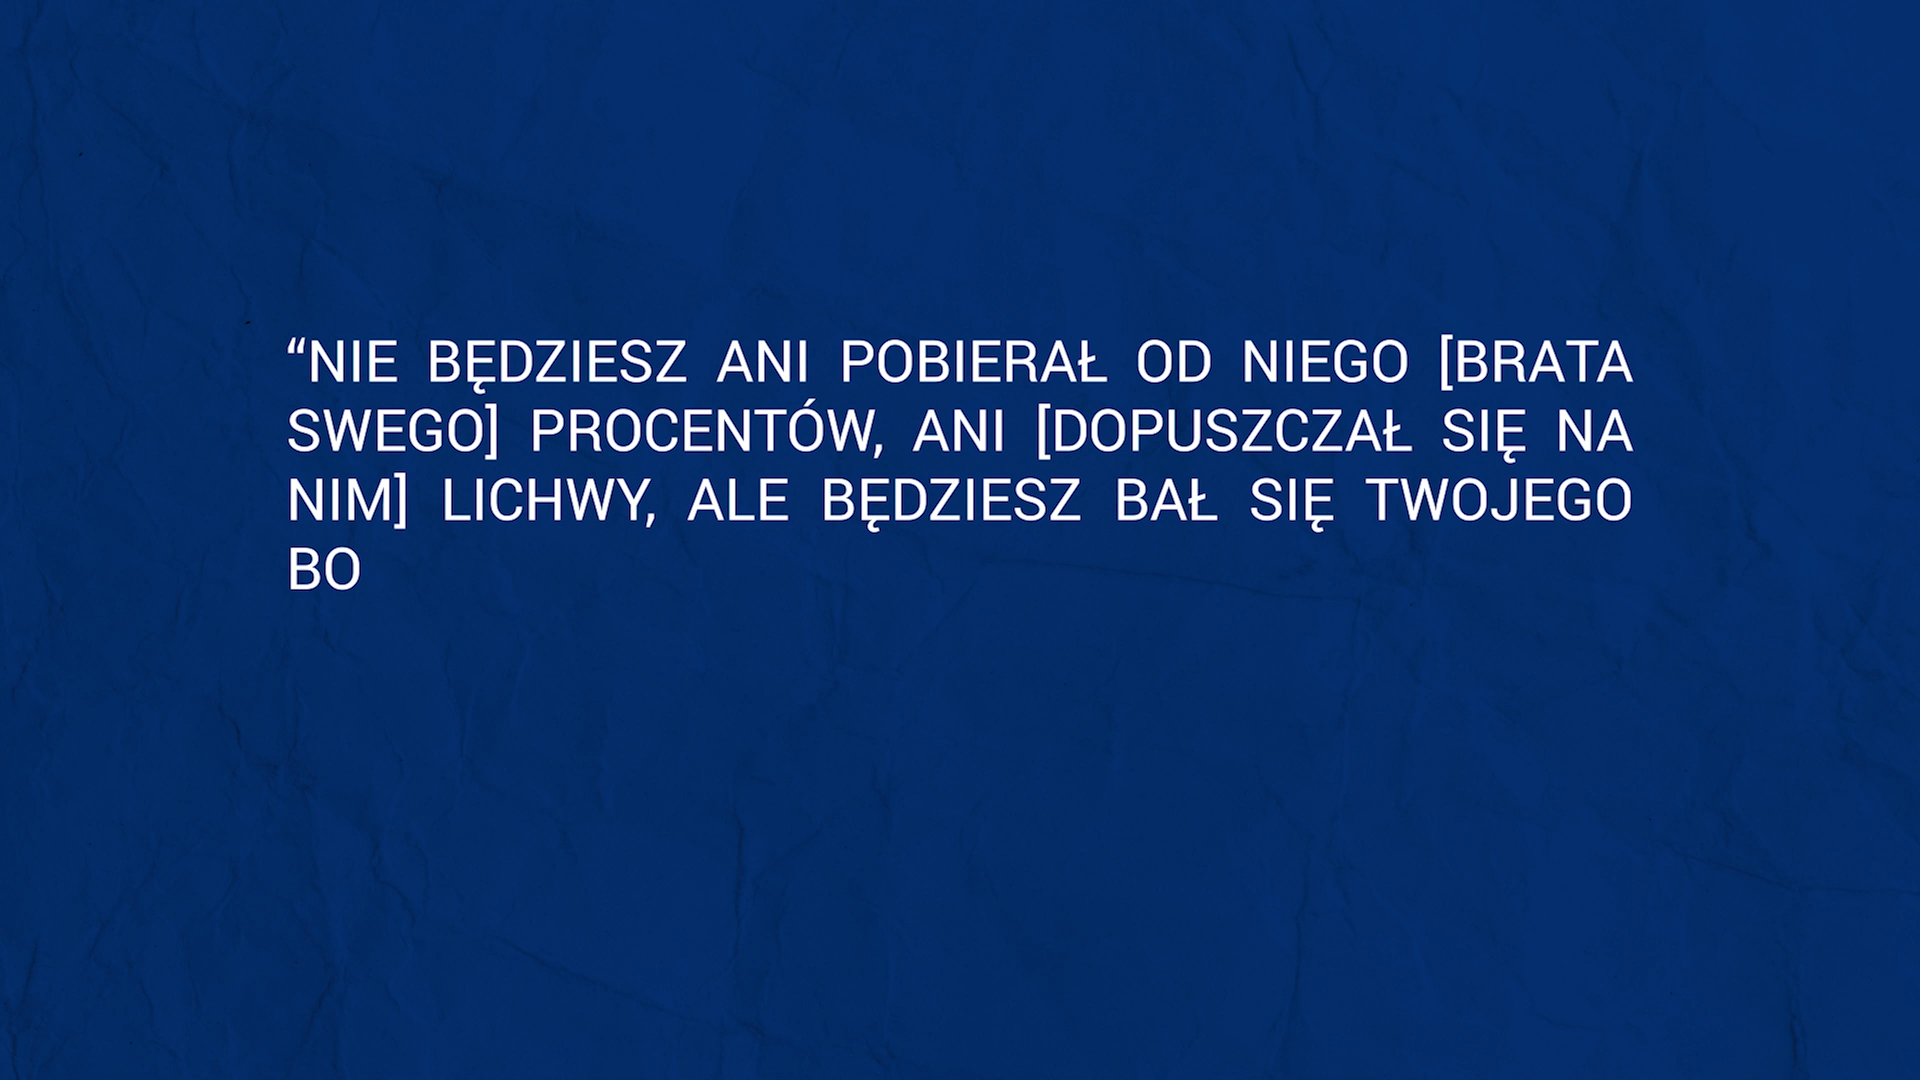 “NIE BĘDZIESZ ANI POBIERAŁ OD NIEGO [BRATA
SWEGO] PROCENTÓW, ANI [DOPUSZCZAŁ SIĘ NA
NIM] LICHWY, ALE BĘDZIESZ BAŁ SIĘ TWOJEGO
BO